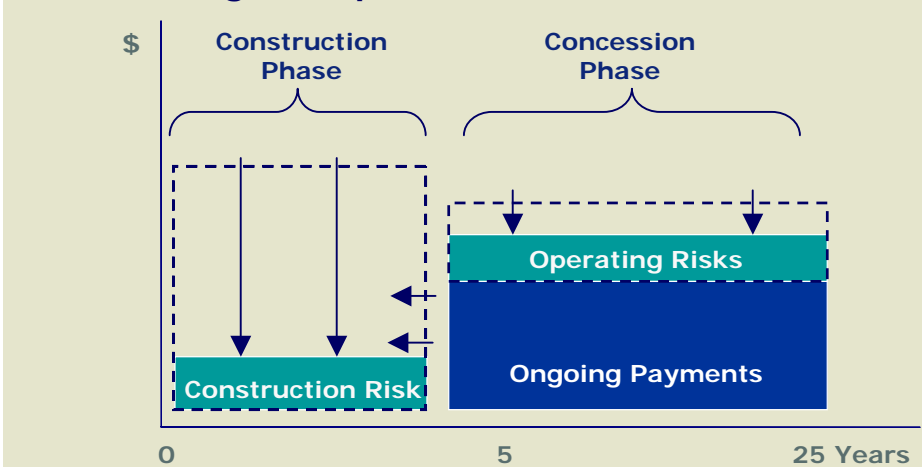 $
Construction
Phase
Concession
Phase
Operating Risks
Ongoing Payments
Construction Risk
0
5
25 Years